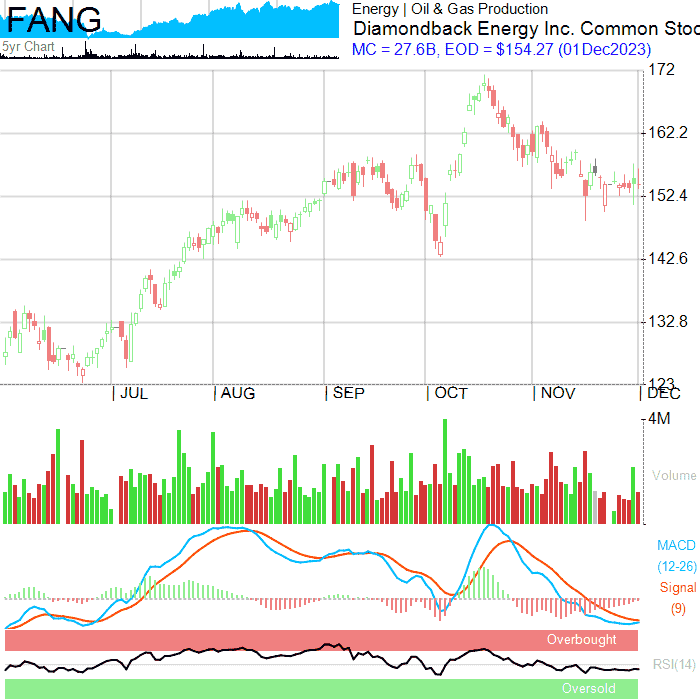 FANG
5yr Chart
Energy | Oil & Gas Production
Diamondback Energy Inc. Common Stoc
MC = 27.6B, EOD = $154.27 (01Dec2023)
172
162.2
152.4
142.6
132.8
123
| JUL
| AUG
| SEP
| OCT
| NOV
| DEC
4M
Volume
MACD
(12-26)
Signal
(9)
Overbought
RSI(14)
Oversold